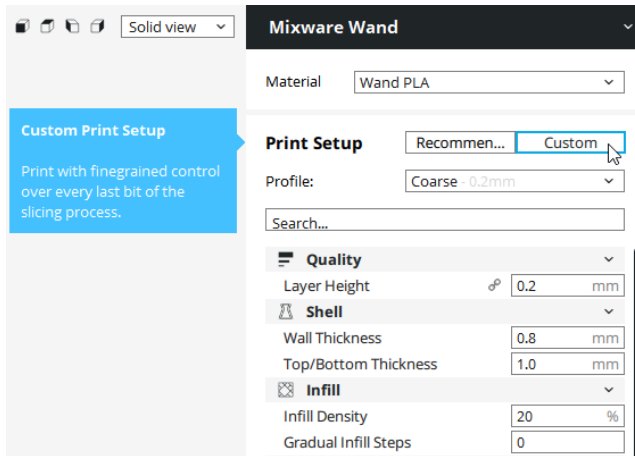 Solid view
Mixware Wand
Material
Wand PLA
Custom Print Setup
Print with finegrained control
over every last bit of the
slicing process.
Print Setup
Recommen...
Custom
Profile:
Coarse - 0.2mm
Search...
Quality
Layer Height
0.2 mm
Shell
Wall Thickness
0.8 mm
Top/Bottom Thickness
1.0 mm
Infill
Infill Density
20 %
Gradual Infill Steps
0